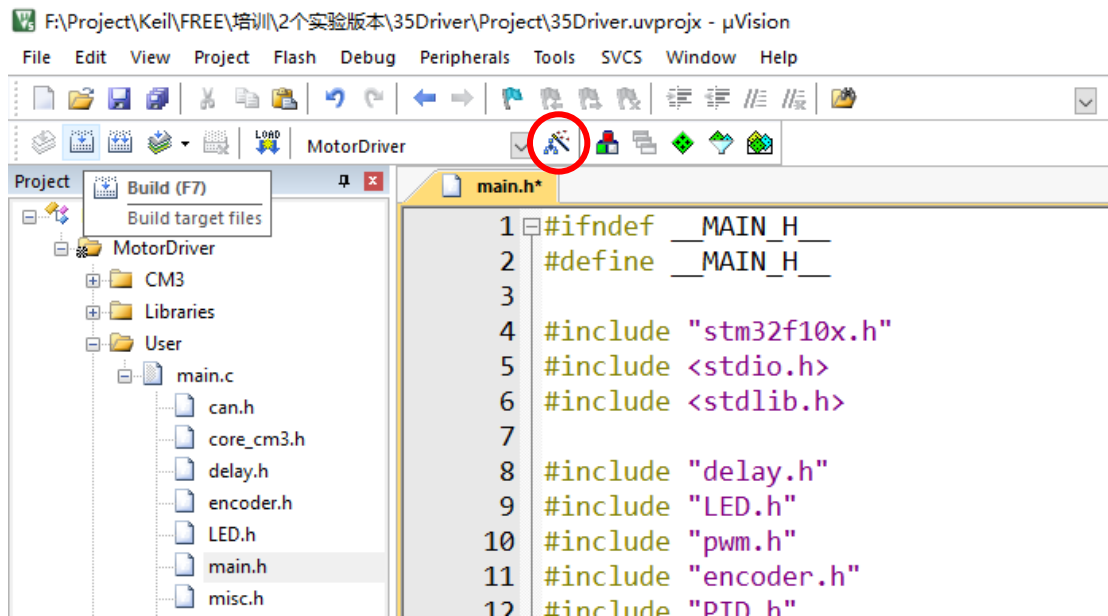 F:\Project\Keil\FREE\培训\2个实验版本\35Driver\Project\35Driver.uvprojx - µVision
File Edit View Project Flash Debug Peripherals Tools SVCS Window Help
LOAD MotorDriver
Project
Build (F7)
Build target files
main.h*
MotorDriver
CM3
Libraries
User
main.c
can.h
core_cm3.h
delay.h
encoder.h
LED.h
main.h
misc.h
1 #ifndef __MAIN_H__
2 #define __MAIN_H__
3
4 #include "stm32f10x.h"
5 #include <stdio.h>
6 #include <stdlib.h>
7
8 #include "delay.h"
9 #include "LED.h"
10 #include "pwm.h"
11 #include "encoder.h"
12 #include "PID.h"